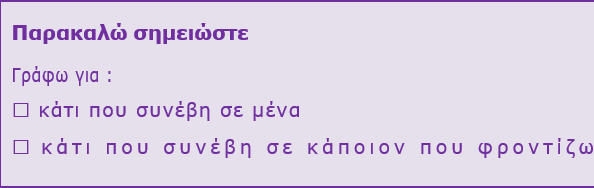 Παρακαλώ σημειώστε
Γράφω για :
☐ κάτι που συνέβη σε μένα
☐ κάτι που συνέβη σε κάποιον που φροντίζω